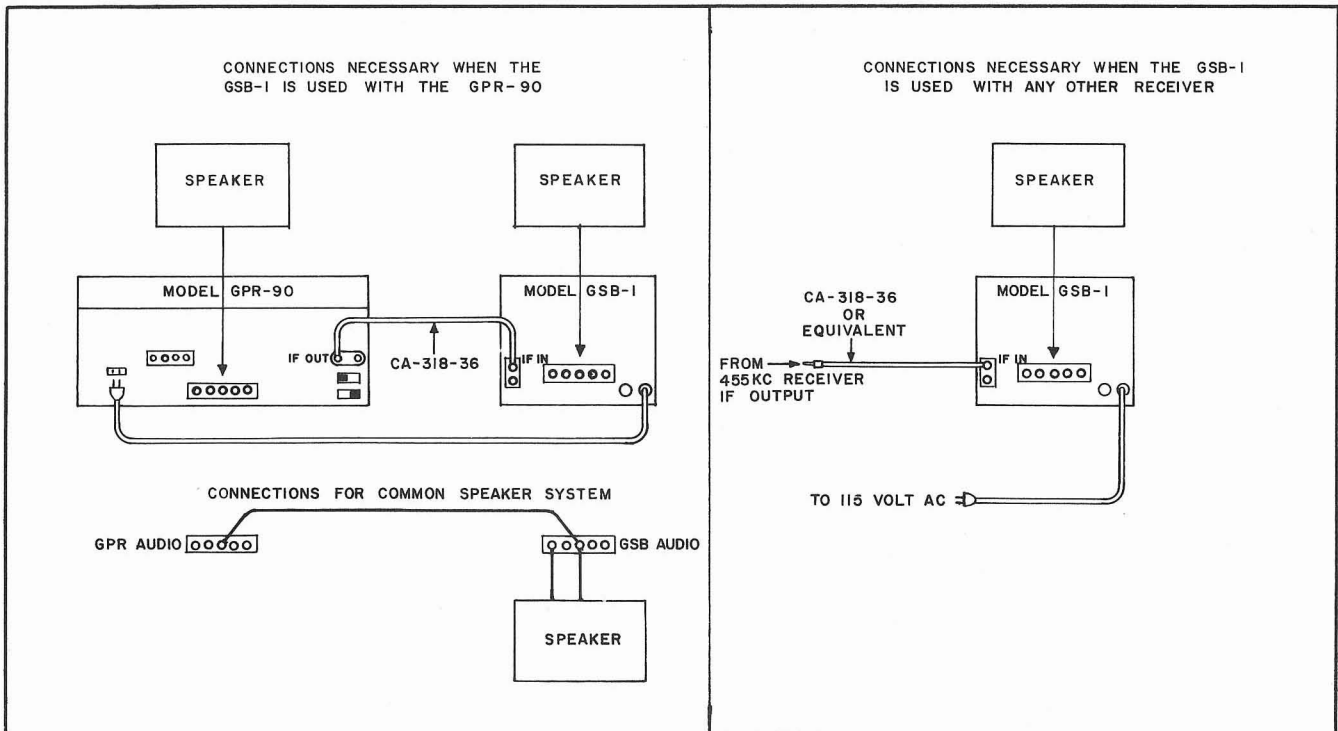 CONNECTIONS NECESSARY WHEN THE
GSB-1 IS USED WITH THE GPR-90
SPEAKER
SPEAKER
MODEL GPR-90
MODEL GSB-1
IF OUT
CA-318-36
IF IN
CONNECTIONS FOR COMMON SPEAKER SYSTEM
GPR AUDIO
GSB AUDIO
SPEAKER
CONNECTIONS NECESSARY WHEN THE GSB-1
IS USED WITH ANY OTHER RECEIVER
SPEAKER
MODEL GSB-1
CA-318-36
OR
EQUIVALENT
IF IN
FROM
455KC RECEIVER
IF OUTPUT
TO 115 VOLT AC